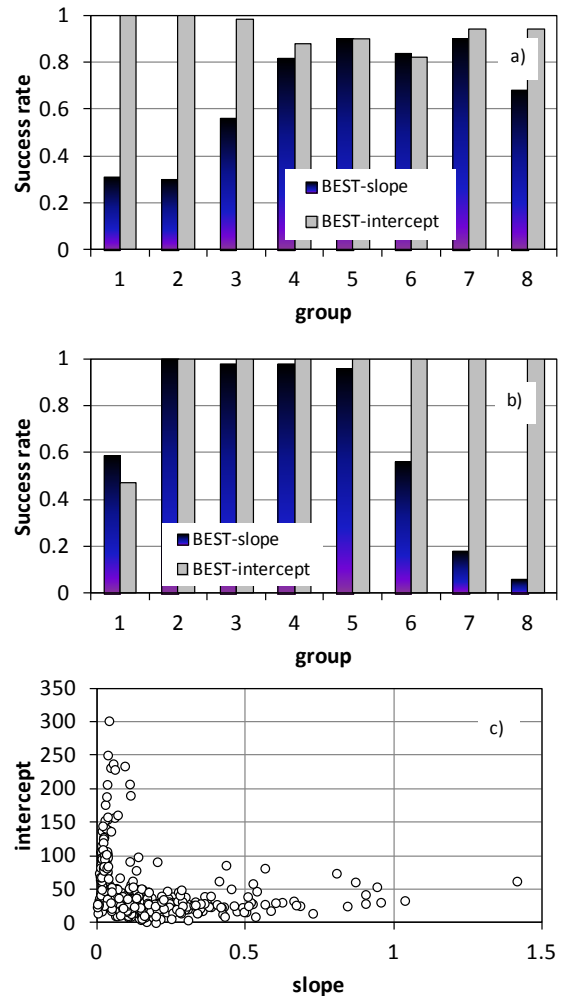 1
0.8
0.6
0.4
0.2
0
Success rate
a)
BEST-slope
BEST-intercept
1 2 3 4 5 6 7 8
group
1
0.8
0.6
0.4
0.2
0
Success rate
b)
BEST-slope
BEST-intercept
1 2 3 4 5 6 7 8
group
350
300
250
200
150
100
50
0
intercept
c)
0 0.5 1 1.5
slope